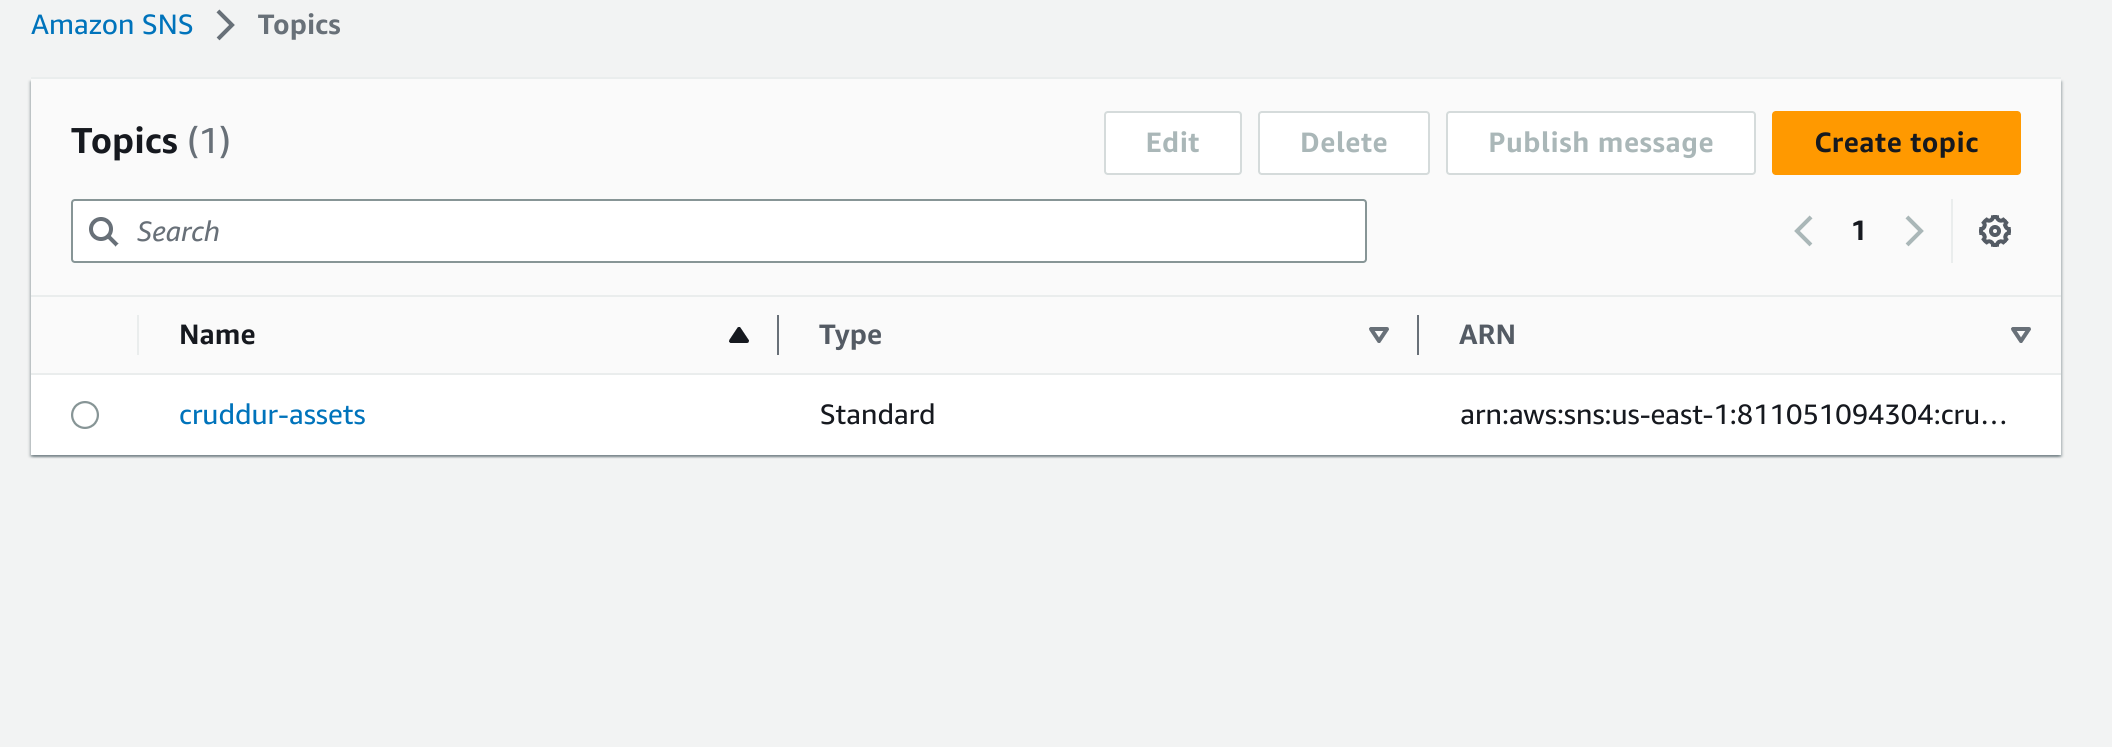 Amazon SNS > Topics
Topics (1)
Edit Delete Publish message Create topic
Search
1
Name Type ARN
cruddur-assets Standard arn:aws:sns:us-east-1:811051094304:cru...